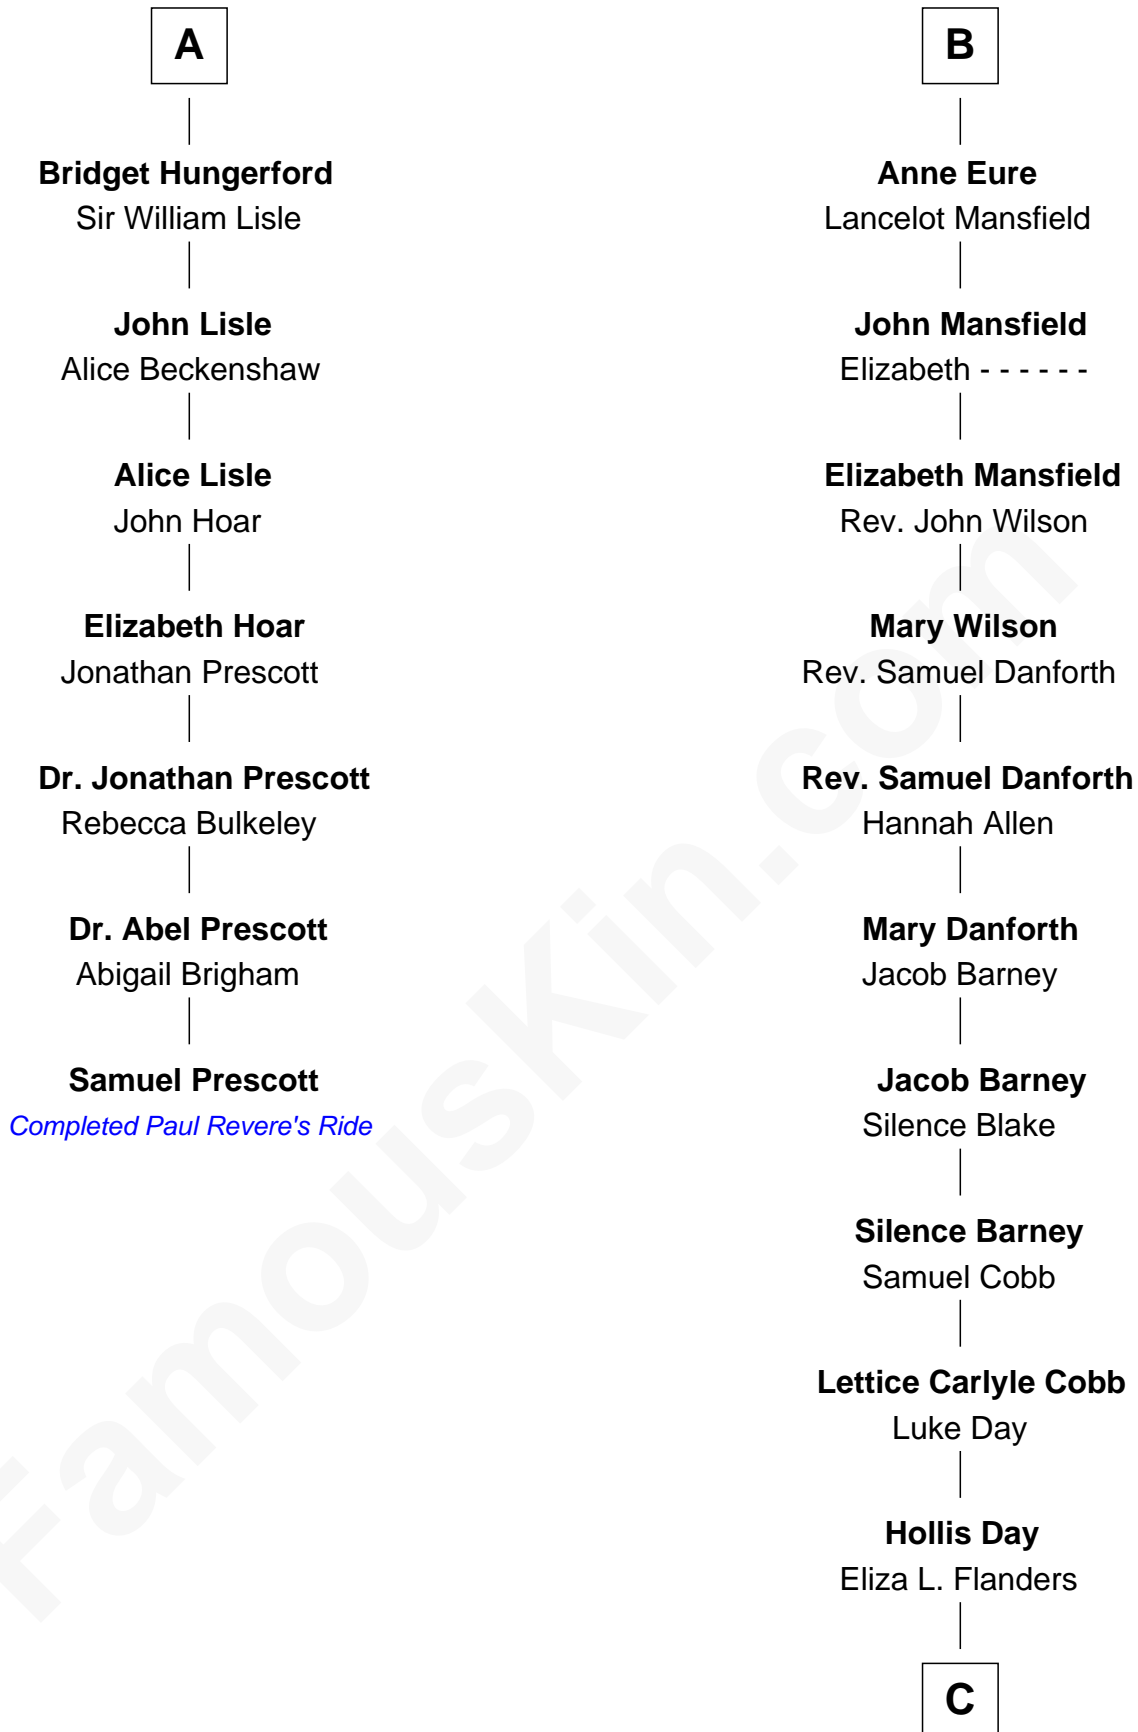 A
Bridget Hungerford
Sir William Lisle
John Lisle
Alice Beckenshaw
Alice Lisle
John Hoar
Elizabeth Hoar
Jonathan Prescott
Dr. Jonathan Prescott
Rebecca Bulkeley
Dr. Abel Prescott
Abigail Brigham
Samuel Prescott
Completed Paul Revere's Ride
B
Anne Eure
Lancelot Mansfield
John Mansfield
Elizabeth - - - - - -
Elizabeth Mansfield
Rev. John Wilson
Mary Wilson
Rev. Samuel Danforth
Rev. Samuel Danforth
Hannah Allen
Mary Danforth
Jacob Barney
Jacob Barney
Silence Blake
Silence Barney
Samuel Cobb
Lettice Carlyle Cobb
Luke Day
Hollis Day
Eliza L. Flanders
C
FamousKin.com